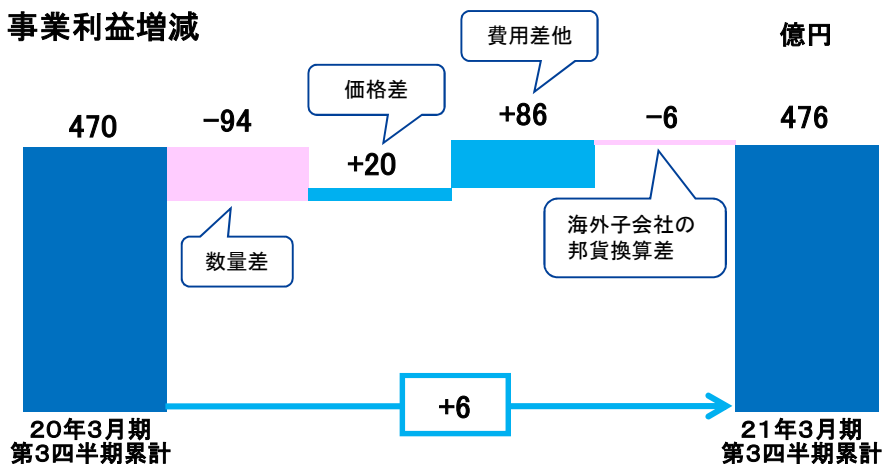 事業利益増減
億円
費用差他
価格差
470
－94
+20
+86
－6
476
数量差
海外子会社の
邦貨換算差
+6
20年3月期
第3四半期累計
21年3月期
第3四半期累計